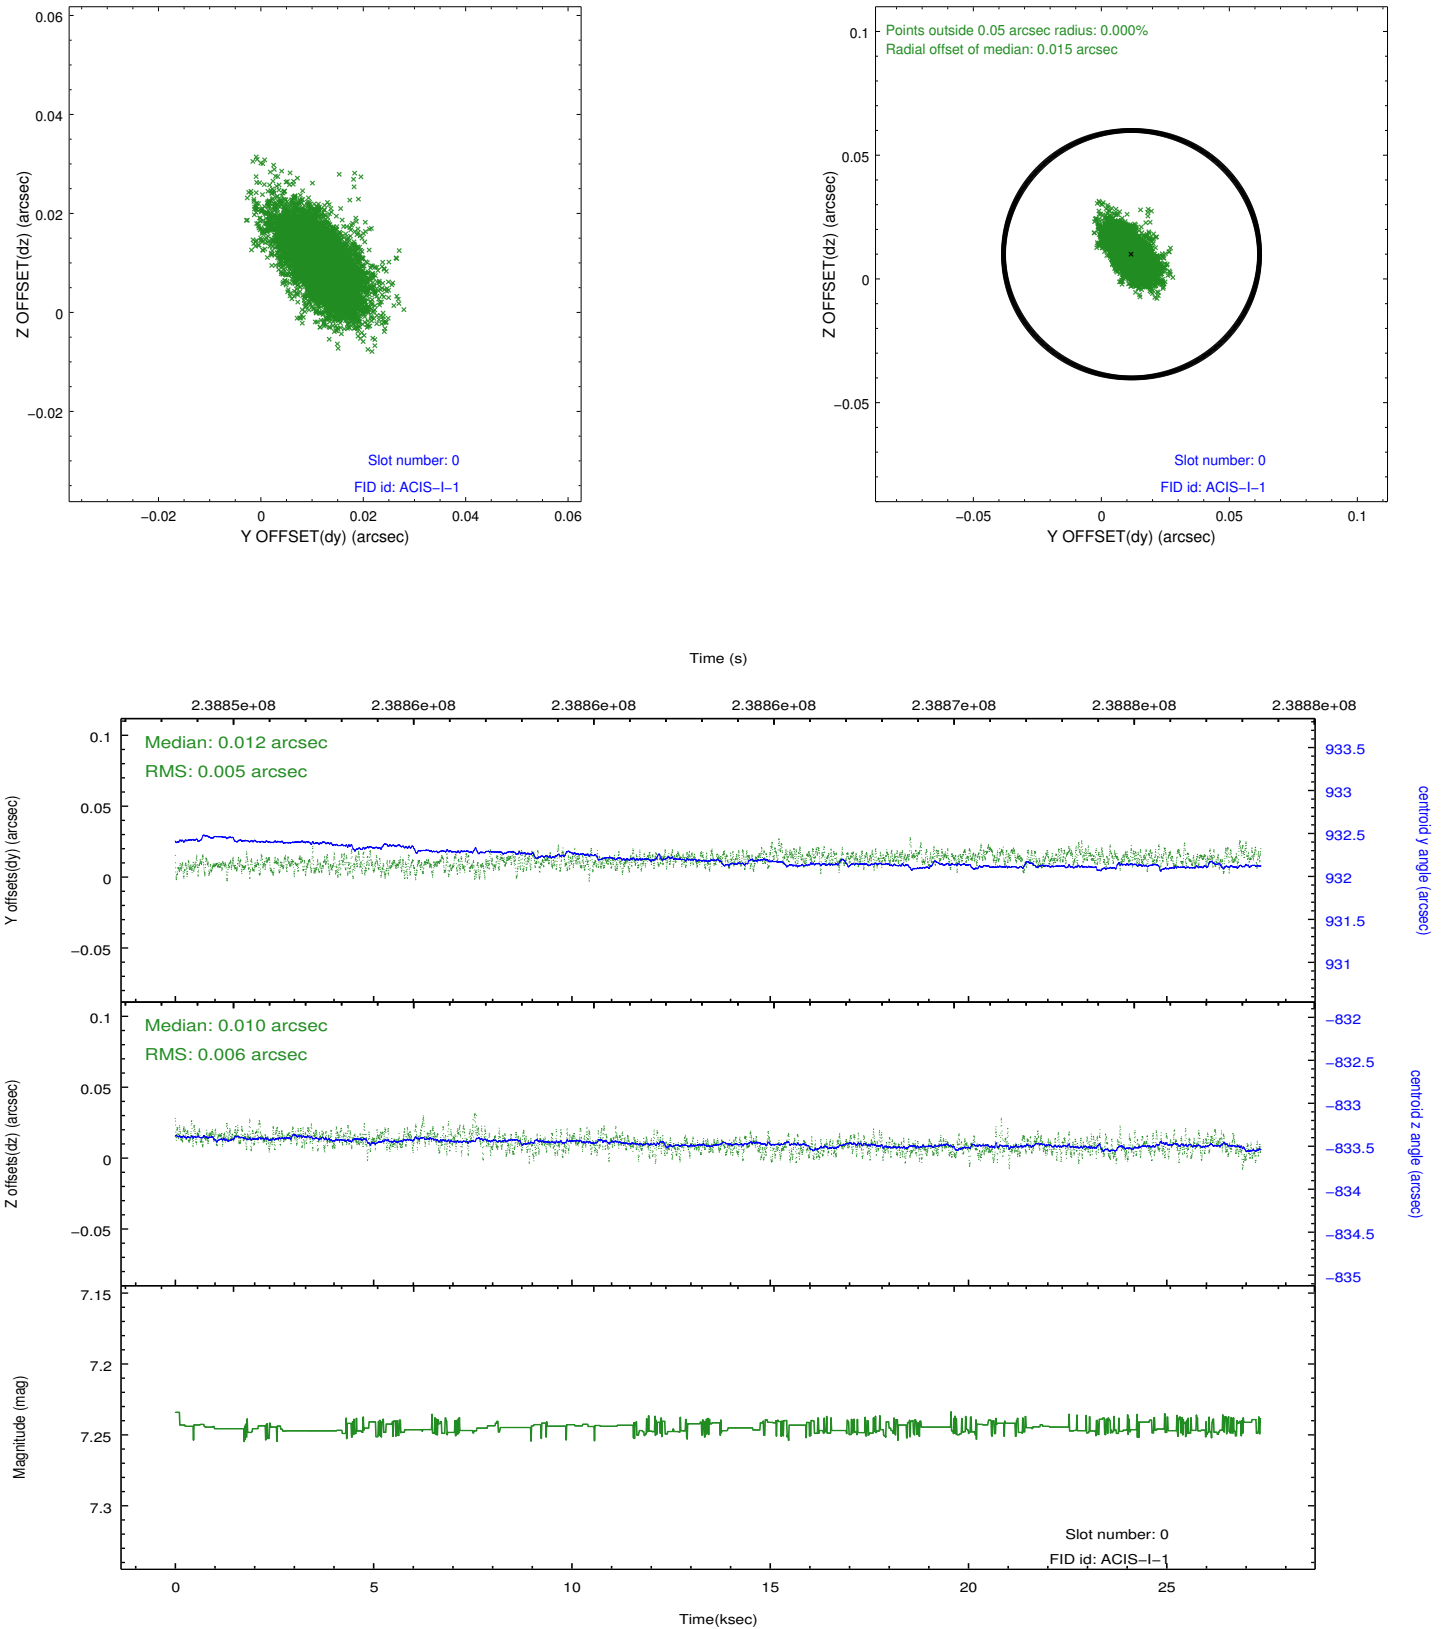 0.06
0.04
0.02
0
−0.02
Z OFFSET(dz) (arcsec)
Slot number: 0
FID id: ACIS−I−1
−0.02 0 0.02 0.04 0.06
Y OFFSET(dy) (arcsec)
Points outside 0.05 arcsec radius: 0.000%
Radial offset of median: 0.015 arcsec
0.1
0.05
0
−0.05
Z OFFSET(dz) (arcsec)
Slot number: 0
FID id: ACIS−I−1
−0.05 0 0.05 0.1
Y OFFSET(dy) (arcsec)
Time (s)
2.3885e+08 2.3886e+08 2.3886e+08 2.3886e+08 2.3887e+08 2.3888e+08 2.3888e+08
Median: 0.012 arcsec
RMS: 0.005 arcsec
0.1
0.05
0
−0.05
Y offsets(dy) (arcsec)
933.5
933
932.5
932
931.5
931
centroid y angle (arcsec)
Median: 0.010 arcsec
RMS: 0.006 arcsec
0.1
0.05
0
−0.05
Z offsets(dz) (arcsec)
−832
−832.5
−833
−833.5
−834
−834.5
−835
centroid z angle (arcsec)
7.15
7.2
7.25
7.3
Magnitude (mag)
Slot number: 0
FID id: ACIS−I−1
0 5 10 15 20 25
Time(ksec)